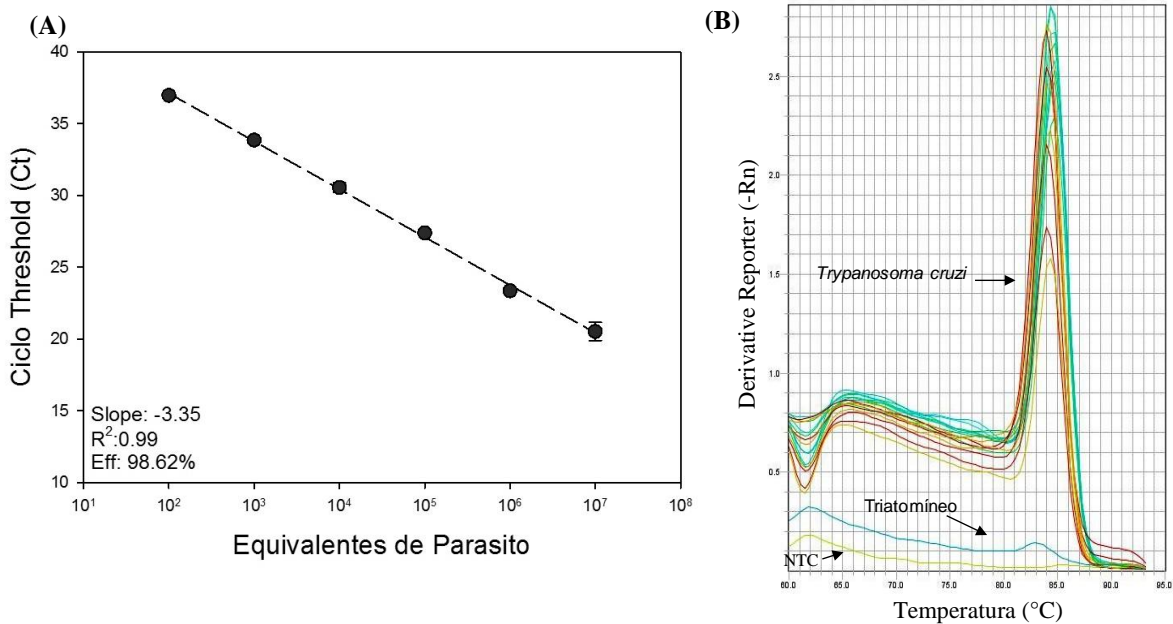 (A)
40
35
30
25
20
15
10
Ciclo Threshold (Ct)
Slope: -3.35
R²:0.99
Eff: 98.62%
10¹ 10² 10³ 10⁴ 10⁵ 10⁶ 10⁷ 10⁸
Equivalentes de Parasito
(B)
2.5
2.0
1.5
1.0
0.5
Derivative Reporter (-Rn)
Trypanosoma cruzi
Triatomíneo
NTC
60.0 65.0 70.0 75.0 80.0 85.0 90.0 95.0
Temperatura (°C)